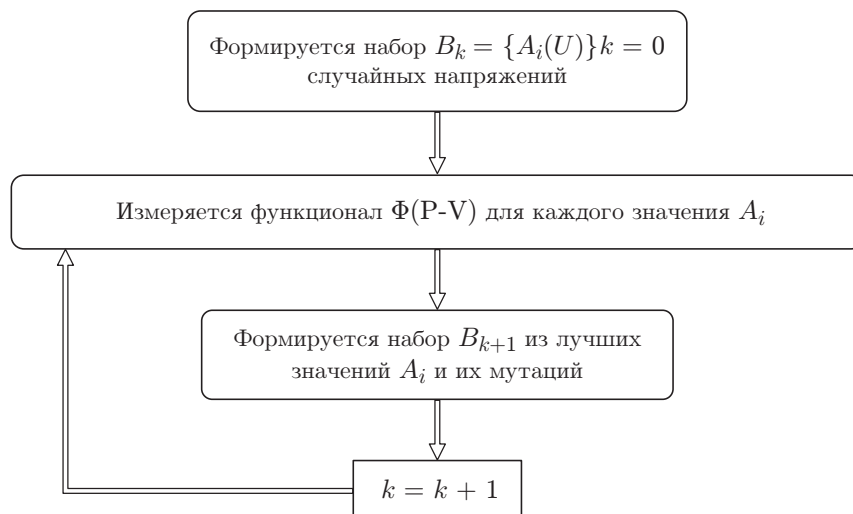 Формируется набор B_k = {A_i(U)}k = 0
случайных напряжений
Измеряется функционал Φ(P-V) для каждого значения A_i
Формируется набор B_{k+1} из лучших
значений A_i и их мутаций
k = k + 1